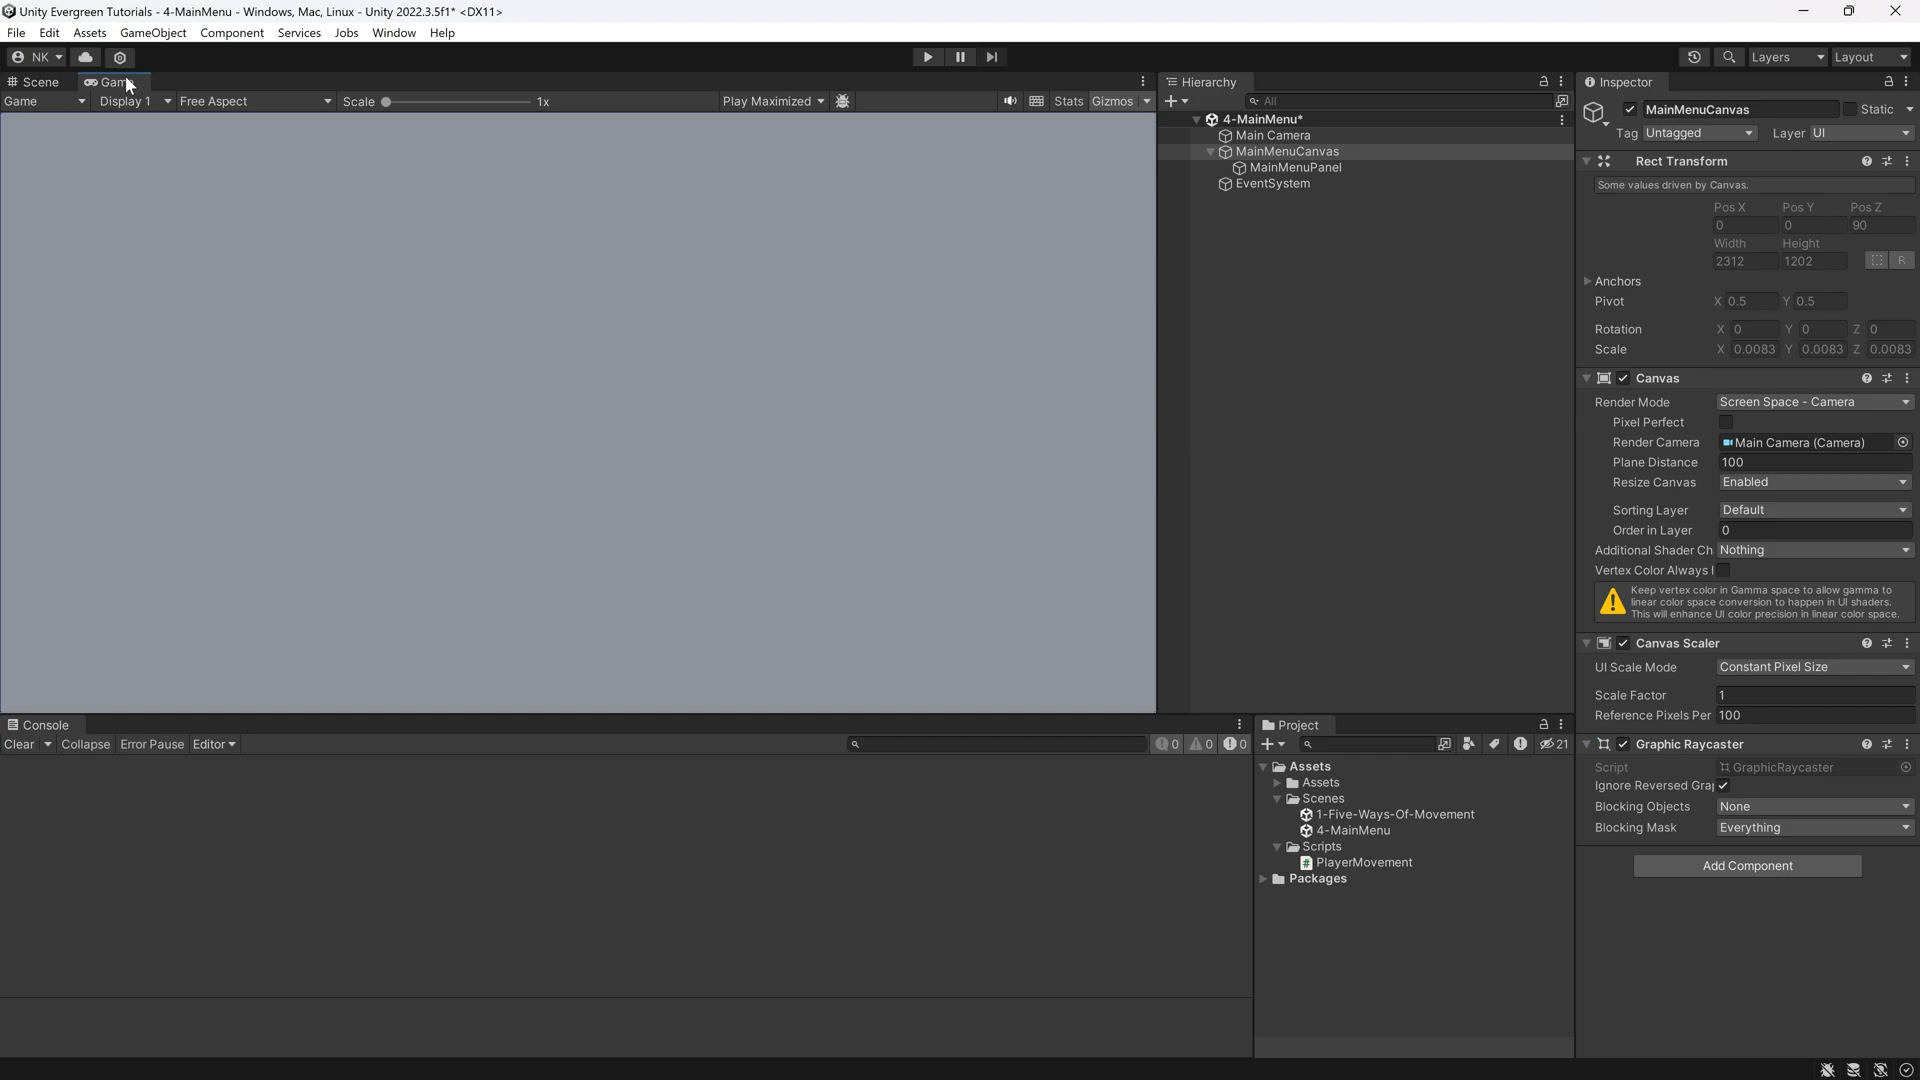 Unity Evergreen Tutorials - 4-MainMenu - Windows, Mac, Linux - Unity 2022.3.5f1* <DX11>
File Edit Assets GameObject Component Services Jobs Window Help
NK Layers Layout
Scene Game
Game Display 1 Free Aspect Scale 1x Play Maximized Stats Gizmos
Hierarchy
All
4-MainMenu*
Main Camera
MainMenuCanvas
MainMenuPanel
EventSystem
Inspector
MainMenuCanvas Static
Tag Untagged Layer UI
Rect Transform
Some values driven by Canvas.
Pos X Pos Y Pos Z
0 0 90
Width Height
2312 1202 R
Anchors
Pivot X 0.5 Y 0.5
Rotation X 0 Y 0 Z 0
Scale X 0.0083 Y 0.0083 Z 0.0083
Canvas
Render Mode Screen Space - Camera
Pixel Perfect
Render Camera Main Camera (Camera)
Plane Distance 100
Resize Canvas Enabled
Sorting Layer Default
Order in Layer 0
Additional Shader Ch Nothing
Vertex Color Always I
Keep vertex color in Gamma space to allow gamma to
linear color space conversion to happen in UI shaders.
This will enhance UI color precision in linear color space.
Canvas Scaler
UI Scale Mode Constant Pixel Size
Scale Factor 1
Reference Pixels Per 100
Graphic Raycaster
Script GraphicRaycaster
Ignore Reversed Grap
Blocking Objects None
Blocking Mask Everything
Add Component
Console
Clear Collapse Error Pause Editor 0 0 0
Project
21
Assets
Assets
Scenes
1-Five-Ways-Of-Movement
4-MainMenu
Scripts
PlayerMovement
Packages